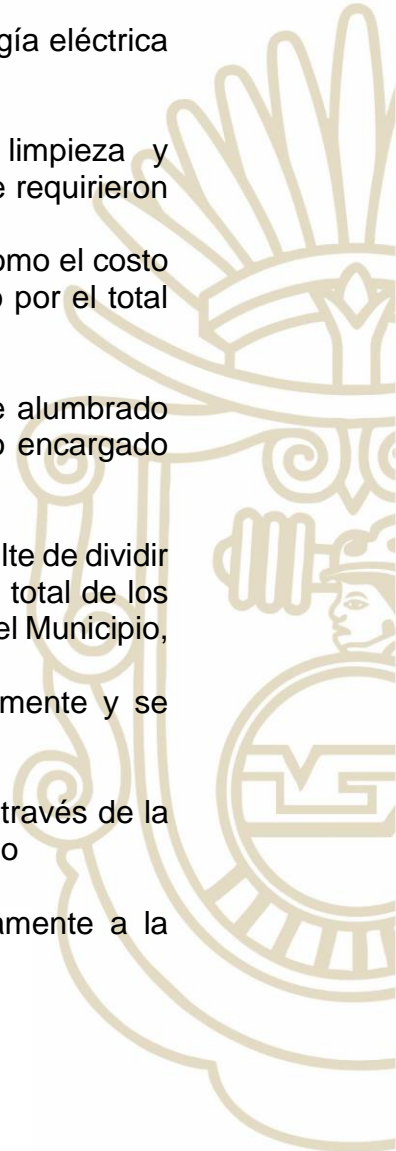 gía eléctrica
limpieza y
e requirieron
omo el costo
o por el total
e alumbrado
o encargado
lte de dividir
total de los
el Municipio,
mente y se
través de la
o
amente a la